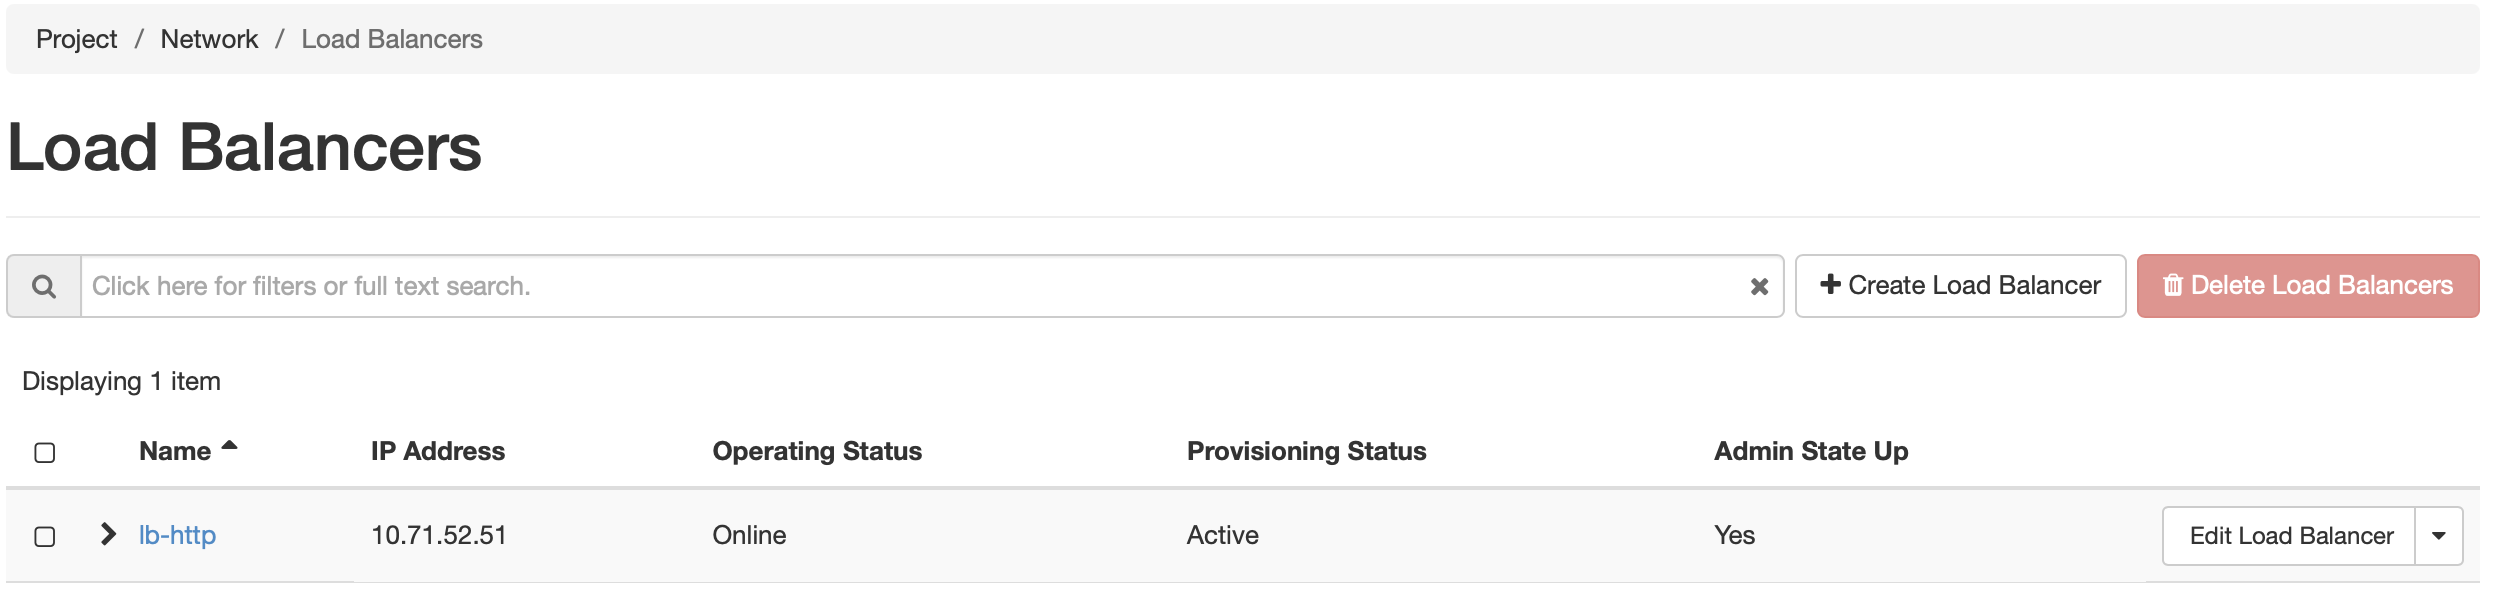 Project / Network / Load Balancers
Load Balancers
Click here for filters or full text search. Create Load Balancer Delete Load Balancers
Displaying 1 item
Name IP Address Operating Status Provisioning Status Admin State Up
lb-http 10.71.52.51 Online Active Yes Edit Load Balancer